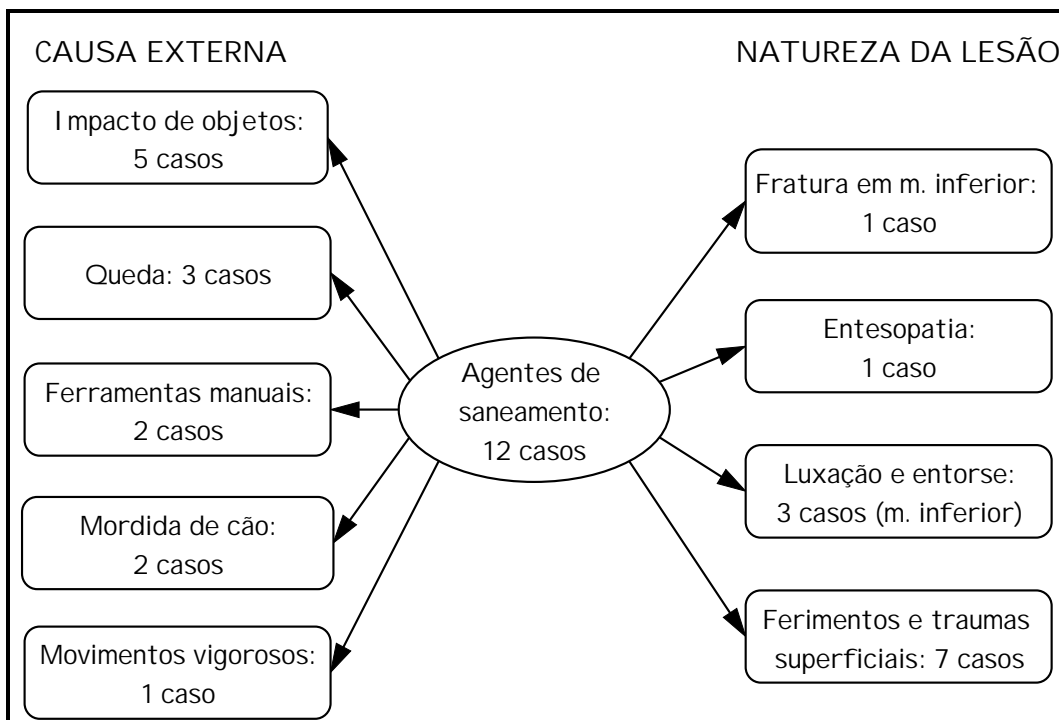 CAUSA EXTERNA
Impacto de objetos:
5 casos
Queda: 3 casos
Ferramentas manuais:
2 casos
Mordida de cão:
2 casos
Movimentos vigorosos:
1 caso
Agentes de
saneamento:
12 casos
NATUREZA DA LESÃO
Fratura em m. inferior:
1 caso
Entesopatia:
1 caso
Luxação e entorse:
3 casos (m. inferior)
Ferimentos e traumas
superficiais: 7 casos